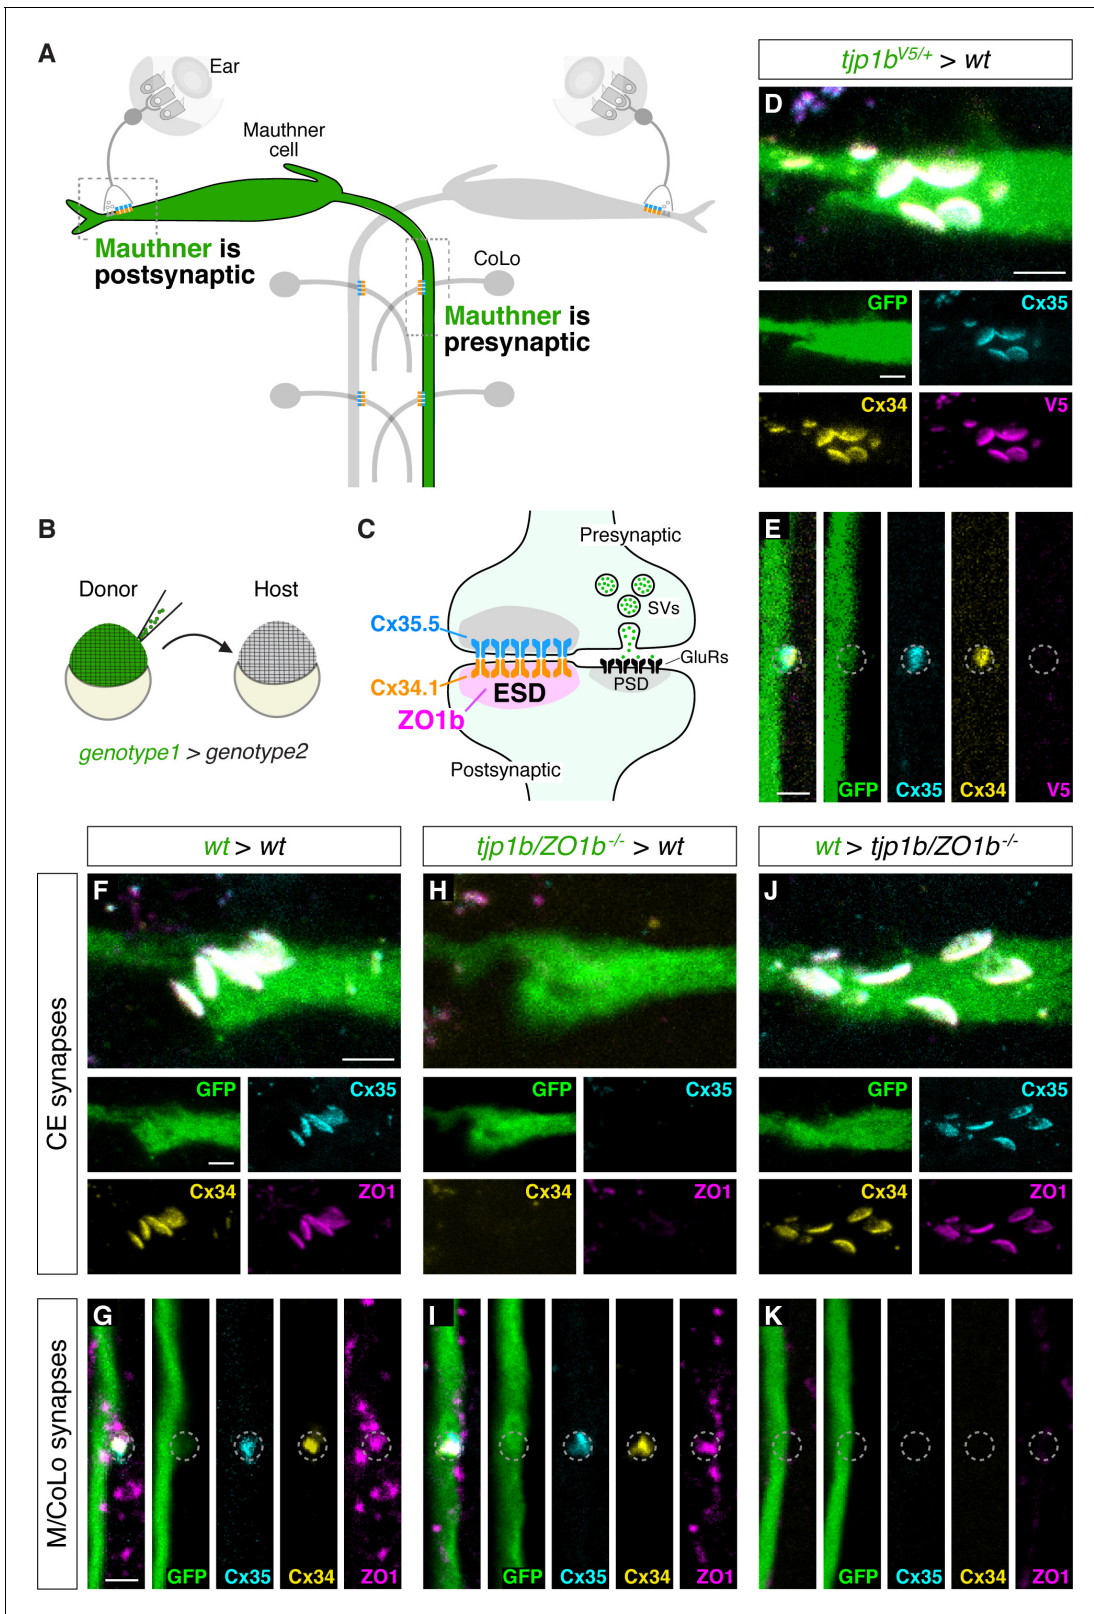 A
Ear
Mauthner
cell
Mauthner is
postsynaptic
CoLo
Mauthner is
presynaptic
tjp1bV5/+ > wt
D
GFP
Cx35
Cx34
V5
B
Donor
Host
genotype1 > genotype2
C
Presynaptic
SVs
Cx35.5
GluRs
Cx34.1
ESD
PSD
ZO1b
Postsynaptic
E
GFP
Cx35
Cx34
V5
wt > wt
tjp1b/ZO1b-/- > wt
wt > tjp1b/ZO1b-/-
CE synapses
F
GFP
Cx35
Cx34
ZO1
H
GFP
Cx35
Cx34
ZO1
J
GFP
Cx35
Cx34
ZO1
M/CoLo synapses
G
GFP
Cx35
Cx34
ZO1
I
GFP
Cx35
Cx34
ZO1
K
GFP
Cx35
Cx34
ZO1